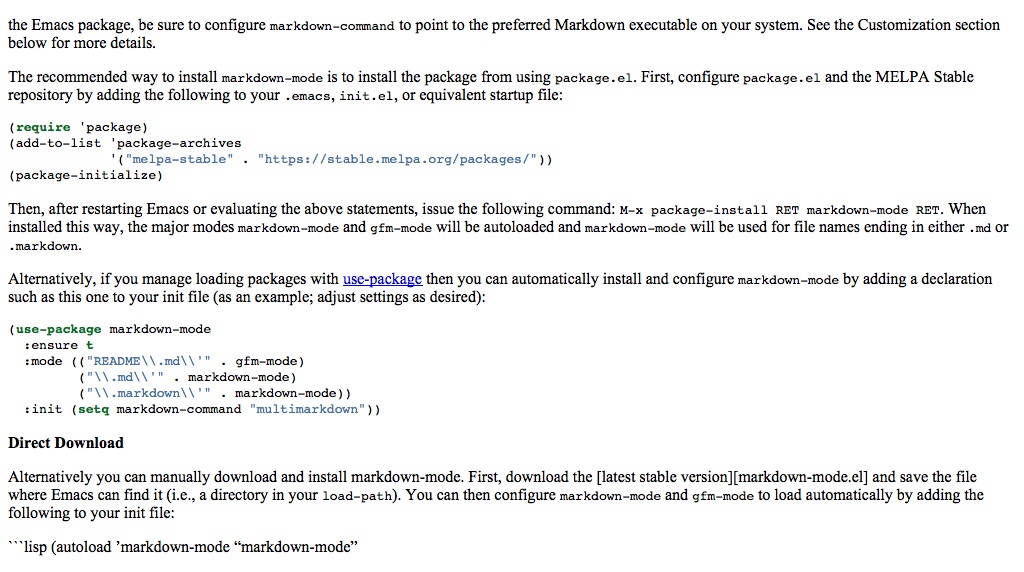 the Emacs package, be sure to configure markdown-command to point to the preferred Markdown executable on your system. See the Customization section
below for more details.
The recommended way to install markdown-mode is to install the package from using package.el. First, configure package.el and the MELPA Stable
repository by adding the following to your .emacs, init.el, or equivalent startup file:
(require 'package)
(add-to-list 'package-archives
             '("melpa-stable" . "https://stable.melpa.org/packages/"))
(package-initialize)
Then, after restarting Emacs or evaluating the above statements, issue the following command: M-x package-install RET markdown-mode RET. When
installed this way, the major modes markdown-mode and gfm-mode will be autoloaded and markdown-mode will be used for file names ending in either .md or
.markdown.
Alternatively, if you manage loading packages with use-package then you can automatically install and configure markdown-mode by adding a declaration
such as this one to your init file (as an example; adjust settings as desired):
(use-package markdown-mode
  :ensure t
  :mode (("README\\.md\\'" . gfm-mode)
         ("\\.md\\'" . markdown-mode)
         ("\\.markdown\\'" . markdown-mode))
  :init (setq markdown-command "multimarkdown"))
Direct Download
Alternatively you can manually download and install markdown-mode. First, download the [latest stable version][markdown-mode.el] and save the file
where Emacs can find it (i.e., a directory in your load-path). You can then configure markdown-mode and gfm-mode to load automatically by adding the
following to your init file:
```lisp (autoload ’markdown-mode “markdown-mode”